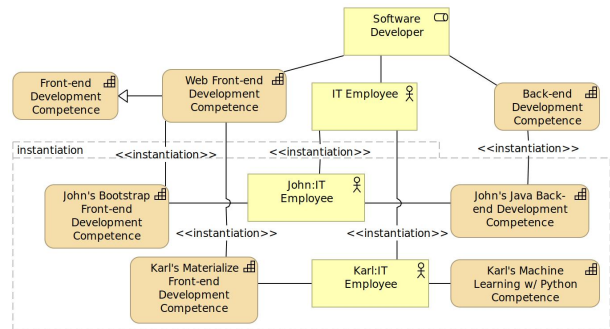 Software
Developer
Front-end
Development
Competence
Web Front-end
Development
Competence
IT Employee
Back-end
Development
Competence
instantiation
<<instantiation>>
<<instantiation>>
<<instantiation>>
John's Bootstrap
Front-end
Development
Competence
John:IT
Employee
John's Java Back-
end Development
Competence
<<instantiation>>
<<instantiation>>
Karl's Materialize
Front-end
Development
Competence
Karl:IT
Employee
Karl's Machine
Learning w/ Python
Competence